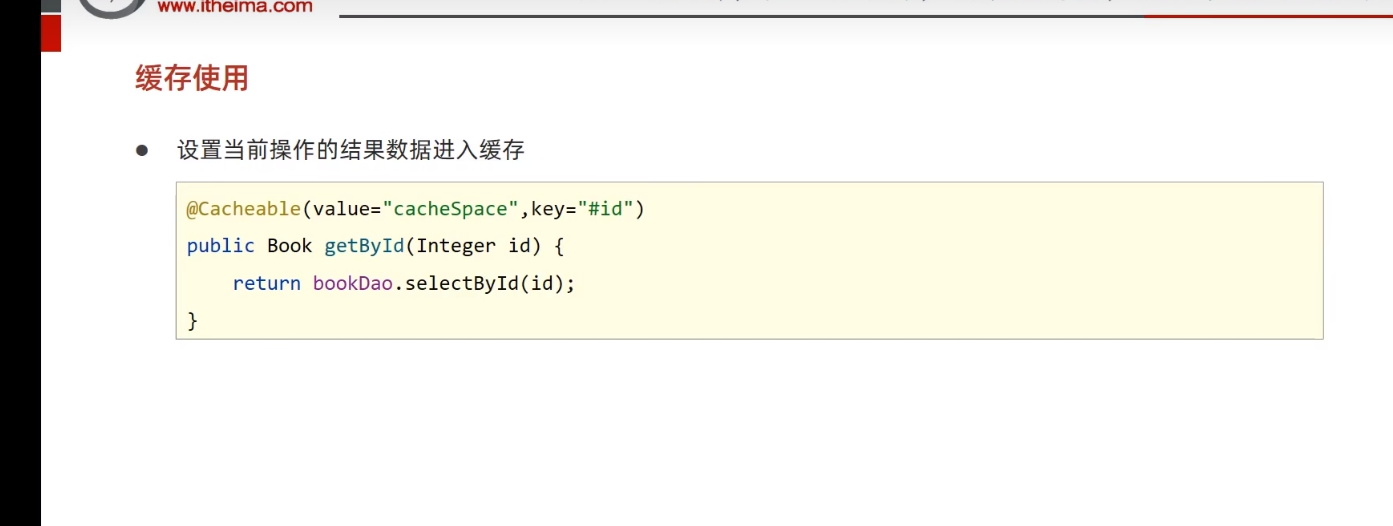 www.itheima.com
缓存使用
● 设置当前操作的结果数据进入缓存
@Cacheable(value="cacheSpace",key="#id")
public Book getById(Integer id) {
    return bookDao.selectById(id);
}